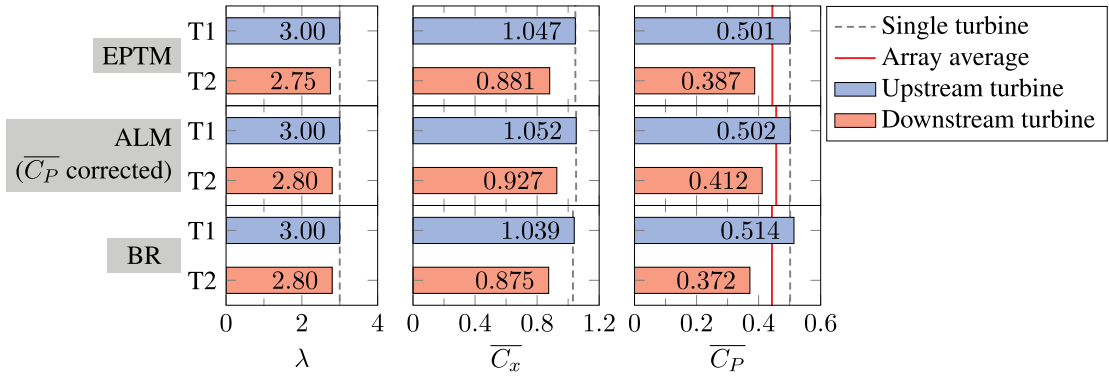 EPTM
T1 3.00 1.047 0.501
T2 2.75 0.881 0.387
ALM
(C_P corrected)
T1 3.00 1.052 0.502
T2 2.80 0.927 0.412
BR
T1 3.00 1.039 0.514
T2 2.80 0.875 0.372
0 2 4 0 0.4 0.8 1.2 0 0.2 0.4 0.6
λ C_x C_P
Single turbine
Array average
Upstream turbine
Downstream turbine